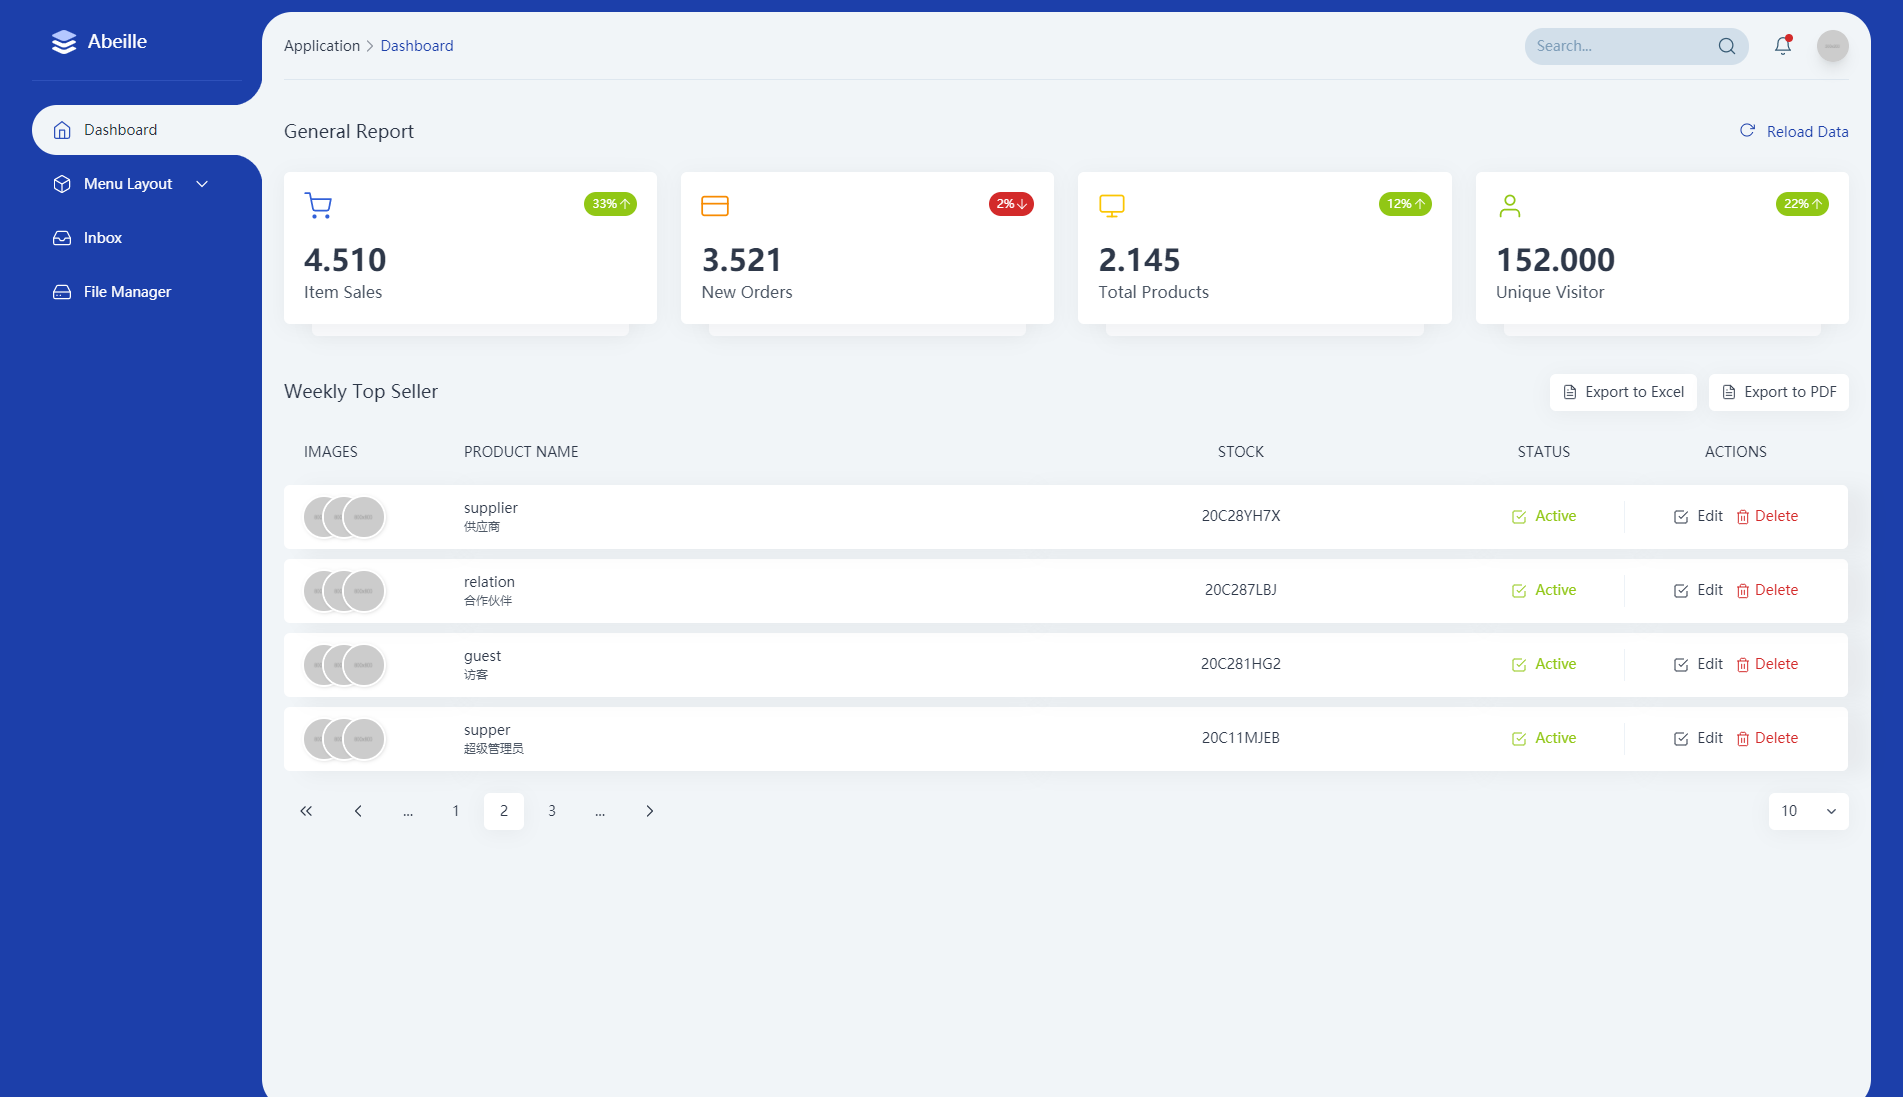 Abeille
Application > Dashboard
Search...
Dashboard
Menu Layout
Inbox
File Manager
General Report
Reload Data
33%↑
4.510
Item Sales
2%↓
3.521
New Orders
12%↑
2.145
Total Products
22%↑
152.000
Unique Visitor
Weekly Top Seller
Export to Excel
Export to PDF
IMAGES PRODUCT NAME STOCK STATUS ACTIONS
supplier
供应商
20C28YH7X Active Edit Delete
relation
合作伙伴
20C287LBJ Active Edit Delete
guest
访客
20C281HG2 Active Edit Delete
supper
超级管理员
20C11MJEB Active Edit Delete
... 1 2 3 ...
10